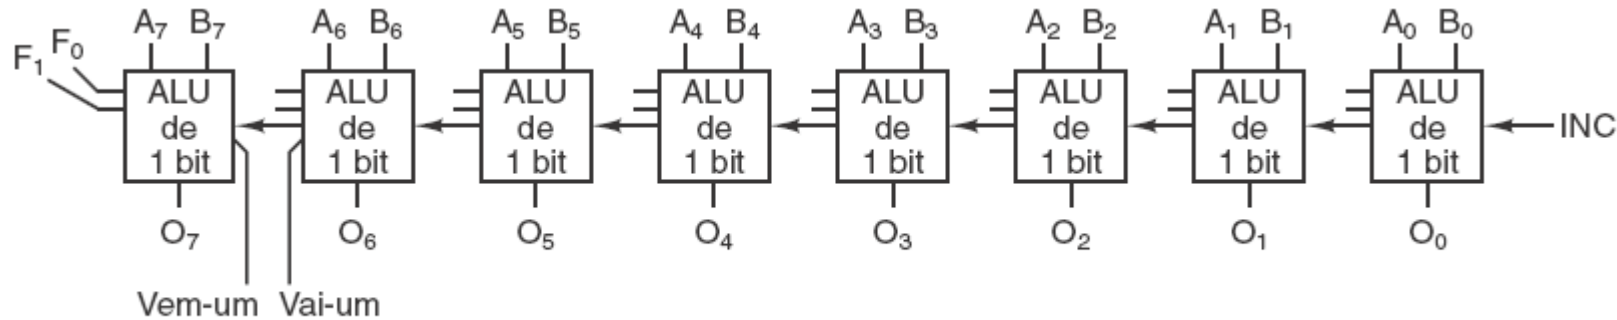 F₁ F₀ A₇ B₇ A₆ B₆ A₅ B₅ A₄ B₄ A₃ B₃ A₂ B₂ A₁ B₁ A₀ B₀
ALU ALU ALU ALU ALU ALU ALU ALU
de de de de de de de de INC
1 bit 1 bit 1 bit 1 bit 1 bit 1 bit 1 bit 1 bit
O₇ O₆ O₅ O₄ O₃ O₂ O₁ O₀
Vem-um Vai-um